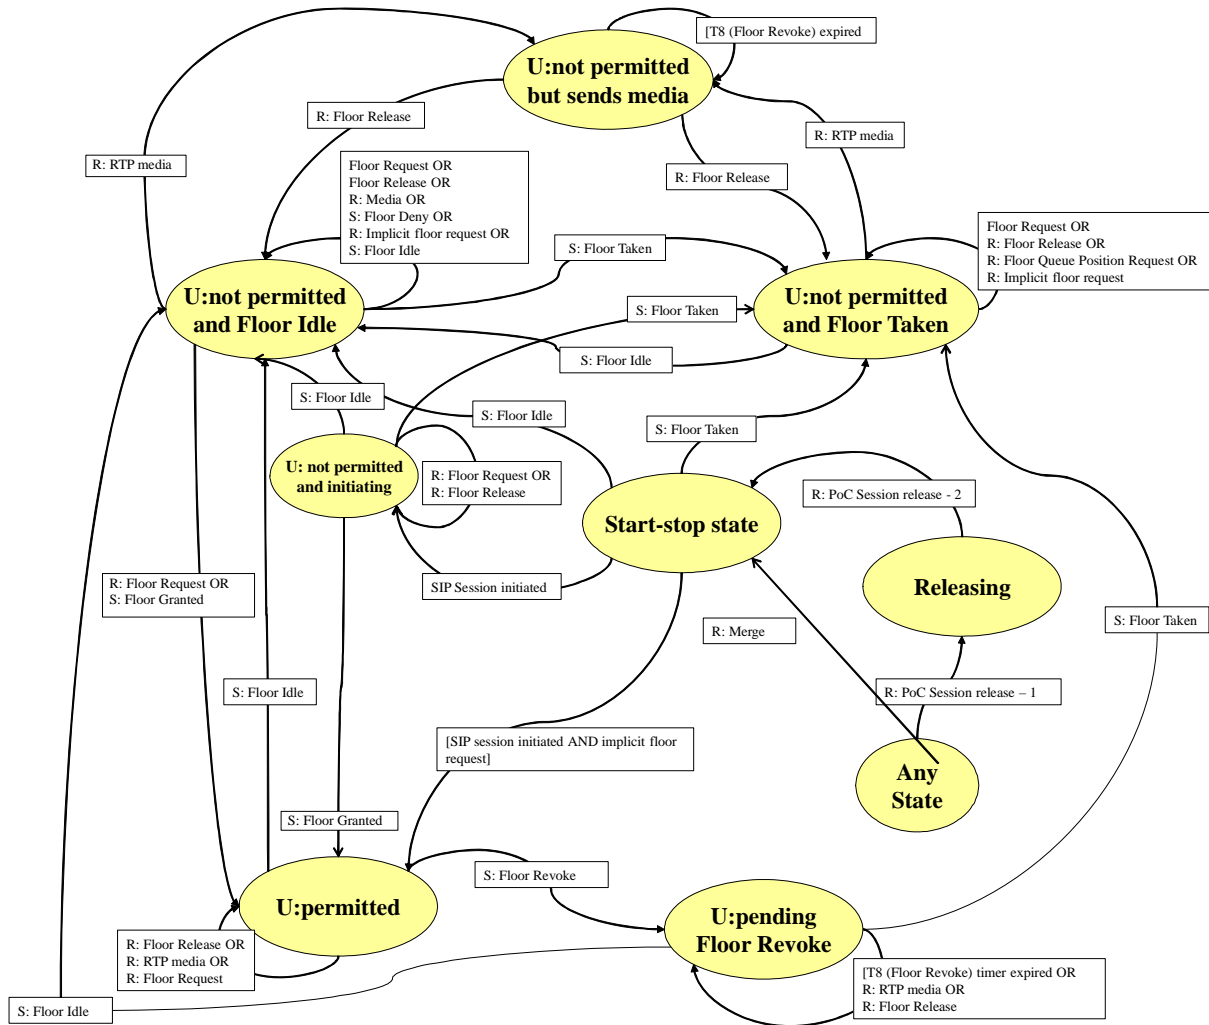 [T8 (Floor Revoke) expired
U:not permitted
but sends media
R: Floor Release
R: RTP media
R: RTP media
Floor Request OR
Floor Release OR
R: Media OR
S: Floor Deny OR
R: Implicit floor request OR
S: Floor Idle
R: Floor Release
Floor Request OR
R: Floor Release OR
R: Floor Queue Position Request OR
R: Implicit floor request
S: Floor Taken
U:not permitted
and Floor Idle
S: Floor Taken
U:not permitted
and Floor Taken
S: Floor Idle
S: Floor Idle
S: Floor Idle
S: Floor Taken
U: not permitted
and initiating
R: Floor Request OR
R: Floor Release
R: PoC Session release - 2
Start-stop state
R: Floor Request OR
S: Floor Granted
SIP Session initiated
Releasing
S: Floor Taken
R: Merge
S: Floor Idle
R: PoC Session release – 1
[SIP session initiated AND implicit floor
request]
Any
State
S: Floor Granted
S: Floor Revoke
U:permitted
U:pending
Floor Revoke
R: Floor Release OR
R: RTP media OR
R: Floor Request
[T8 (Floor Revoke) timer expired OR
R: RTP media OR
R: Floor Release
S: Floor Idle